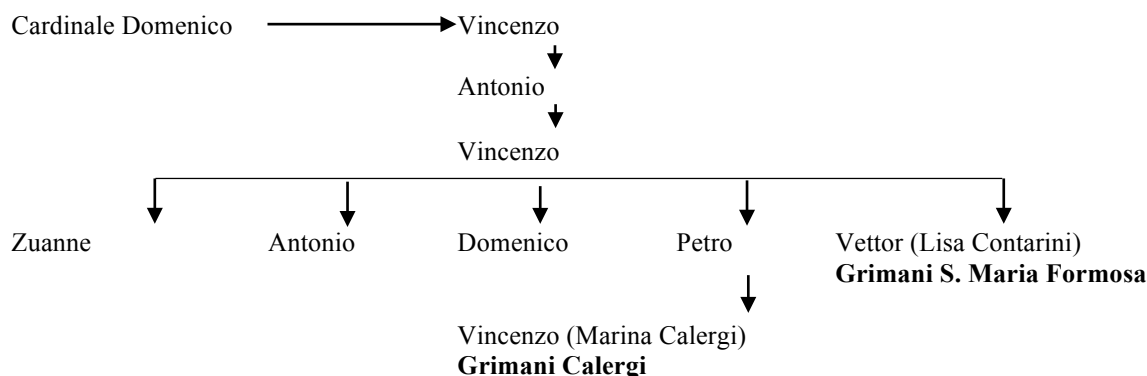 Cardinale Domenico Vincenzo
Antonio
Vincenzo
Zuanne Antonio Domenico Petro Vettor (Lisa Contarini)
Grimani S. Maria Formosa
Vincenzo (Marina Calergi)
Grimani Calergi